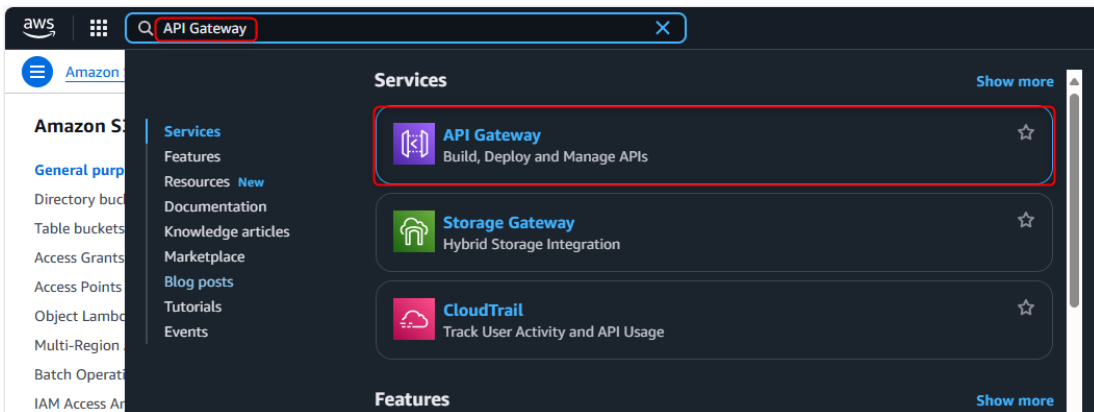 aws
API Gateway
Amazon
Amazon
General purp
Directory buc
Table buckets
Access Grants
Access Points
Object Lambd
Multi-Region
Batch Operati
IAM Access An
Services
Features
Resources New
Documentation
Knowledge articles
Marketplace
Blog posts
Tutorials
Events
Services
Show more
API Gateway
Build, Deploy and Manage APIs
Storage Gateway
Hybrid Storage Integration
CloudTrail
Track User Activity and API Usage
Features
Show more